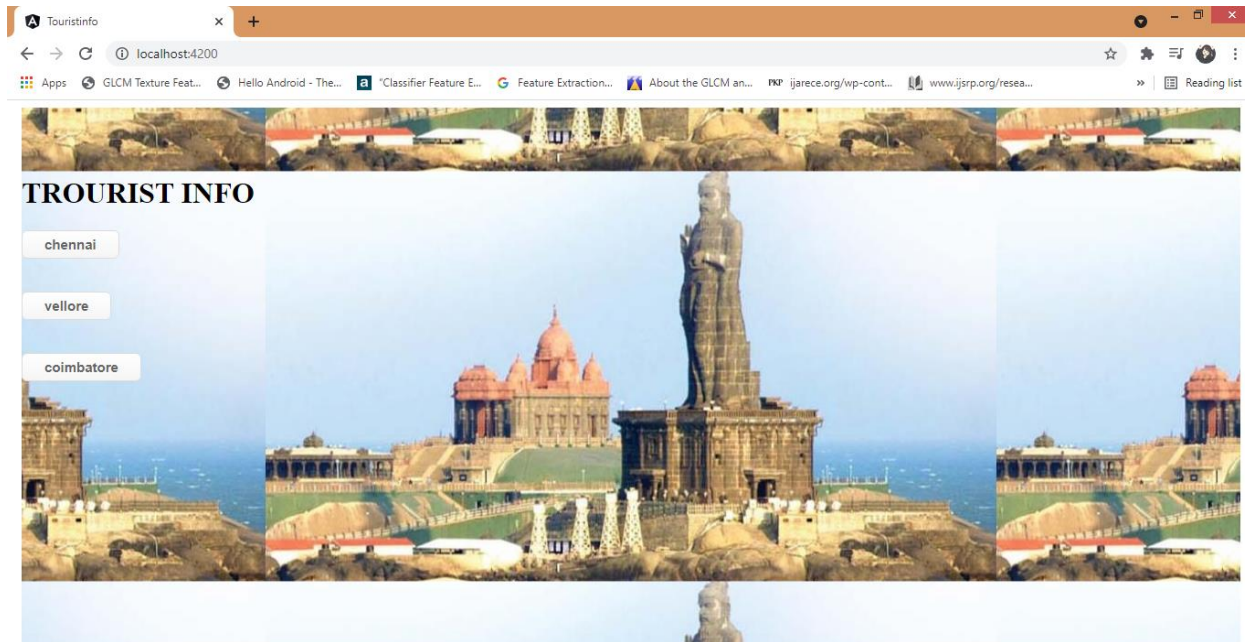 Touristinfo
localhost:4200
Apps GLCM Texture Feat... Hello Android - The... a "Classifier Feature E... G Feature Extraction... About the GLCM an... PKP ijarece.org/wp-cont... www.ijsrp.org/resea... » Reading list
TROURIST INFO
chennai
vellore
coimbatore